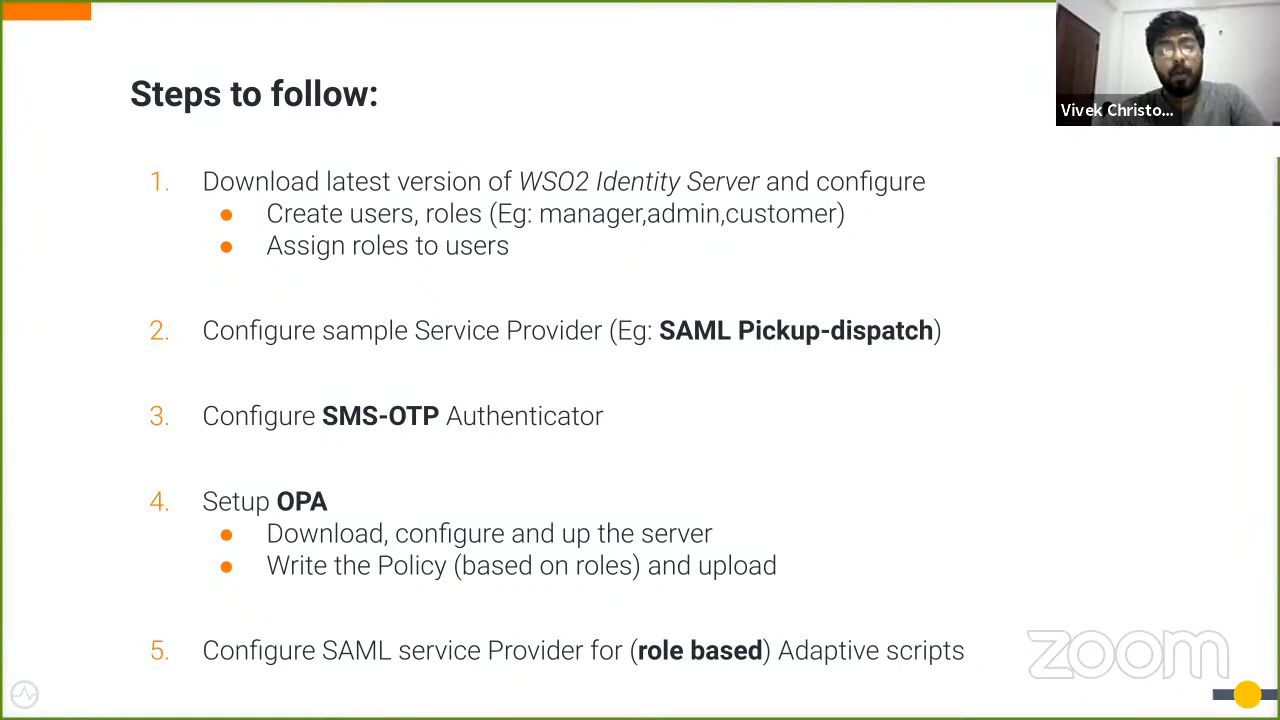 Steps to follow:
Vivek Christo...
1. Download latest version of WSO2 Identity Server and configure
● Create users, roles (Eg: manager,admin,customer)
● Assign roles to users
2. Configure sample Service Provider (Eg: SAML Pickup-dispatch)
3. Configure SMS-OTP Authenticator
4. Setup OPA
● Download, configure and up the server
● Write the Policy (based on roles) and upload
5. Configure SAML service Provider for (role based) Adaptive scripts
zoom